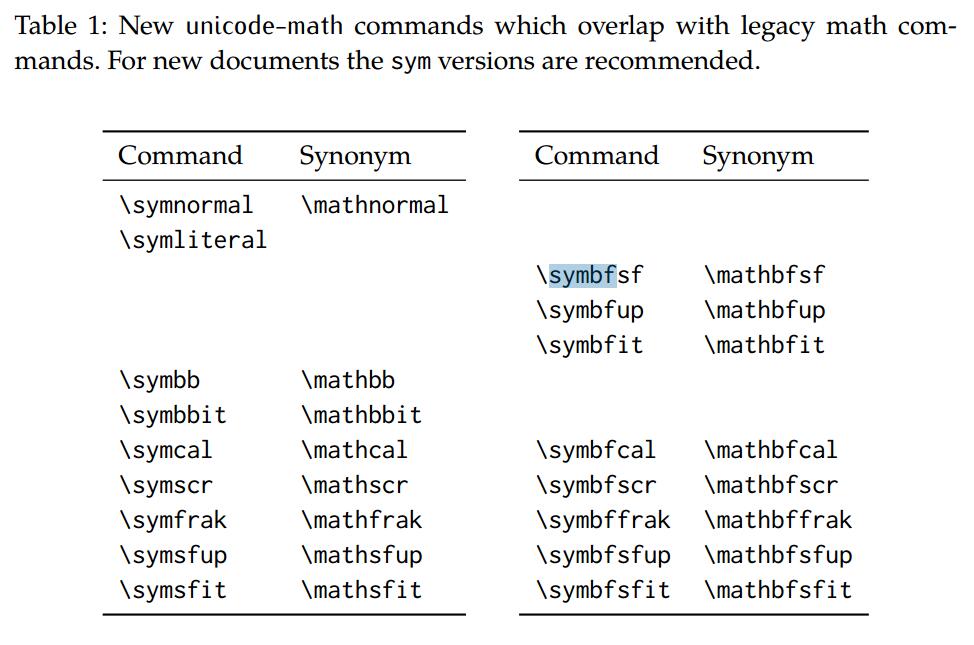 Table 1: New unicode-math commands which overlap with legacy math com-
mands. For new documents the sym versions are recommended.
Command Synonym Command Synonym
\symnormal \mathnormal
\symliteral
\symbfsf \mathbfsf
\symbfup \mathbfup
\symbfit \mathbfit
\symbb \mathbb
\symbbit \mathbbit
\symcal \mathcal \symbfcal \mathbfcal
\symscr \mathscr \symbfscr \mathbfscr
\symfrak \mathfrak \symbffrak \mathbffrak
\symsfup \mathsfup \symbfsfup \mathbfsfup
\symsfit \mathsfit \symbfsfit \mathbfsfit